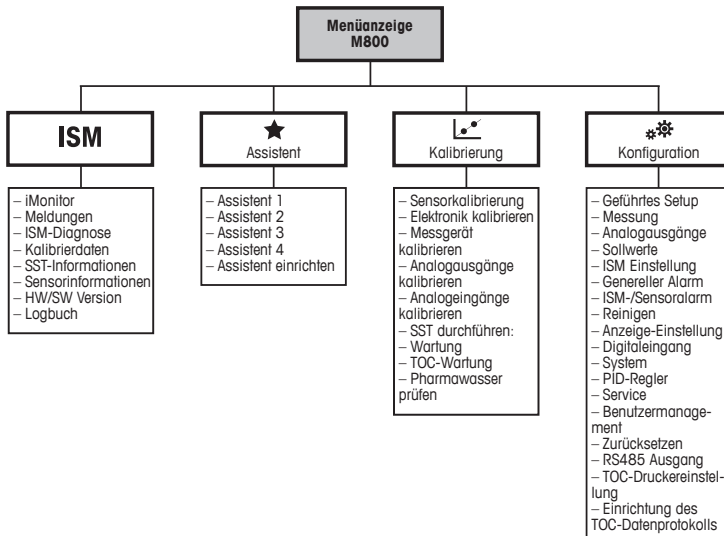 Menüanzeige
M800
ISM
– iMonitor
– Meldungen
– ISM-Diagnose
– Kalibrierdaten
– SST-Informationen
– Sensorinformationen
– HW/SW Version
– Logbuch
Assistent
– Assistent 1
– Assistent 2
– Assistent 3
– Assistent 4
– Assistent einrichten
Kalibrierung
– Sensorkalibrierung
– Elektronik kalibrieren
– Messgerät
kalibrieren
– Analogausgänge
kalibrieren
– Analogeingänge
kalibrieren
– SST durchführen:
– Wartung
– TOC-Wartung
– Pharmawasser
prüfen
Konfiguration
– Geführtes Setup
– Messung
– Analogausgänge
– Sollwerte
– ISM Einstellung
– Genereller Alarm
– ISM-/Sensoralarm
– Reinigen
– Anzeige-Einstellung
– Digitaleingang
– System
– PID-Regler
– Service
– Benutzermanage-
ment
– Zurücksetzen
– RS485 Ausgang
– TOC-Druckereinstel-
lung
– Einrichtung des
TOC-Datenprotokolls